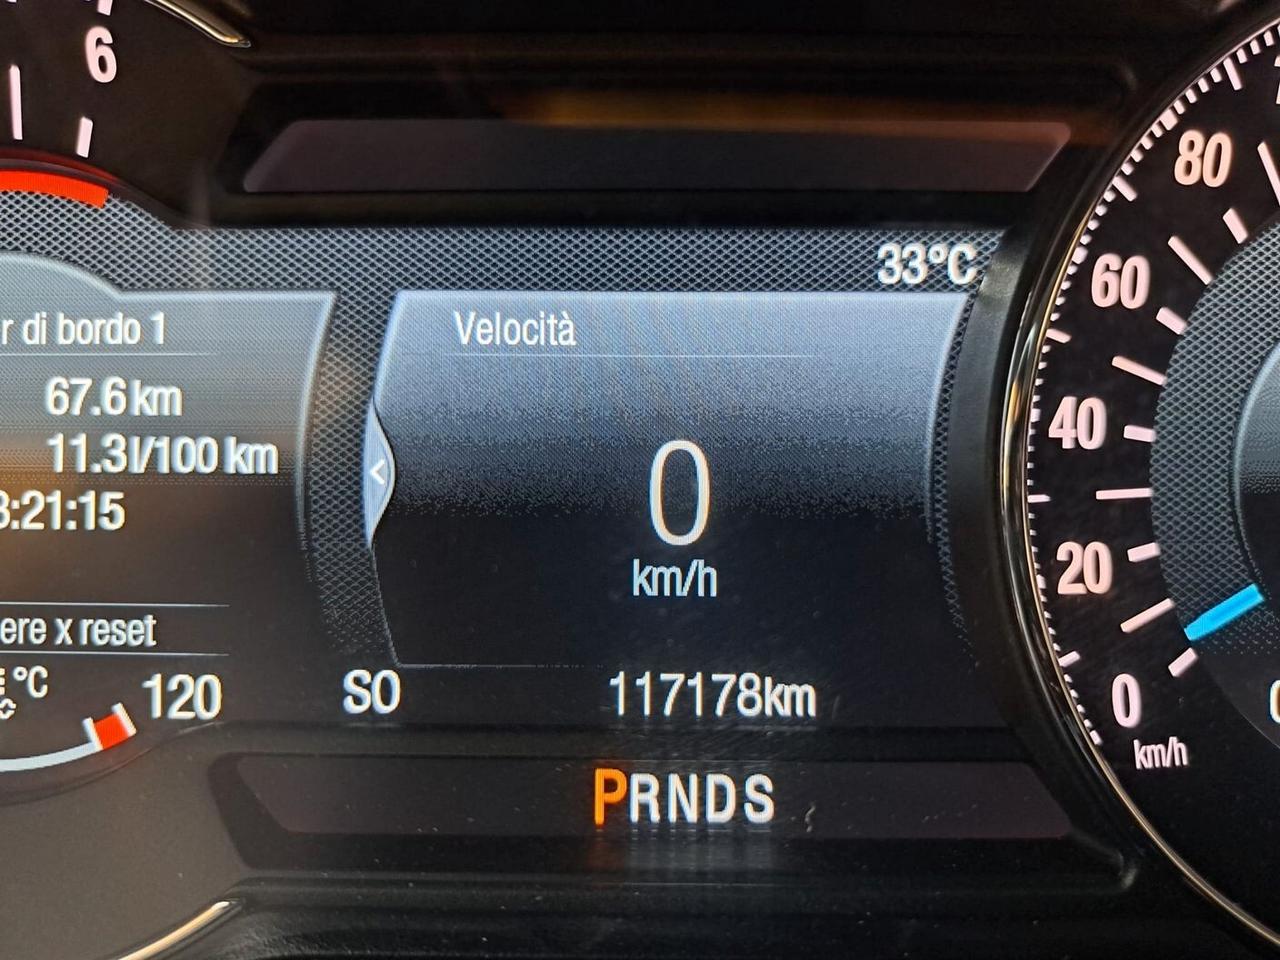 6
33°C
r di bordo 1
67.6 km
11.3l/100 km
3:21:15
ere x reset
°C
120
Velocità
<
0
km/h
SO
117178km
PRNDS
80
60
40
20
0
km/h